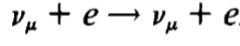 ν_μ + e → ν_μ + e.